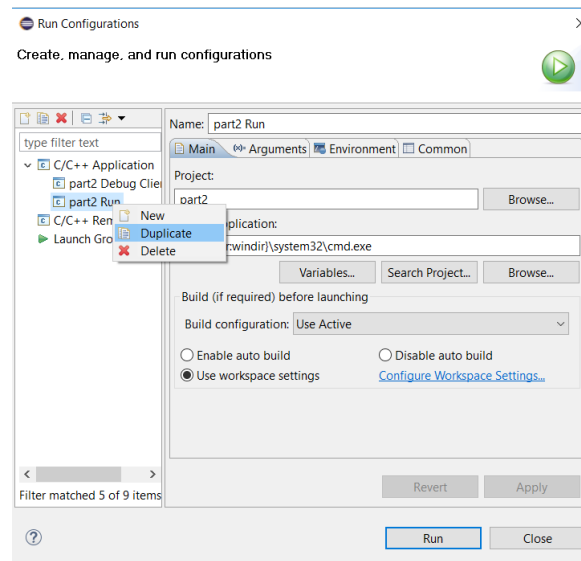 Run Configurations
Create, manage, and run configurations
type filter text
C/C++ Application
part2 Debug Clie
part2 Run
C/C++ Rem
Launch Gro
New
Duplicate
Delete
Filter matched 5 of 9 items
Name: part2 Run
Main Arguments Environment Common
Project:
part2 Browse...
plication:
r:windir}\system32\cmd.exe
Variables... Search Project... Browse...
Build (if required) before launching
Build configuration: Use Active
Enable auto build Disable auto build
Use workspace settings Configure Workspace Settings...
Revert Apply
? Run Close